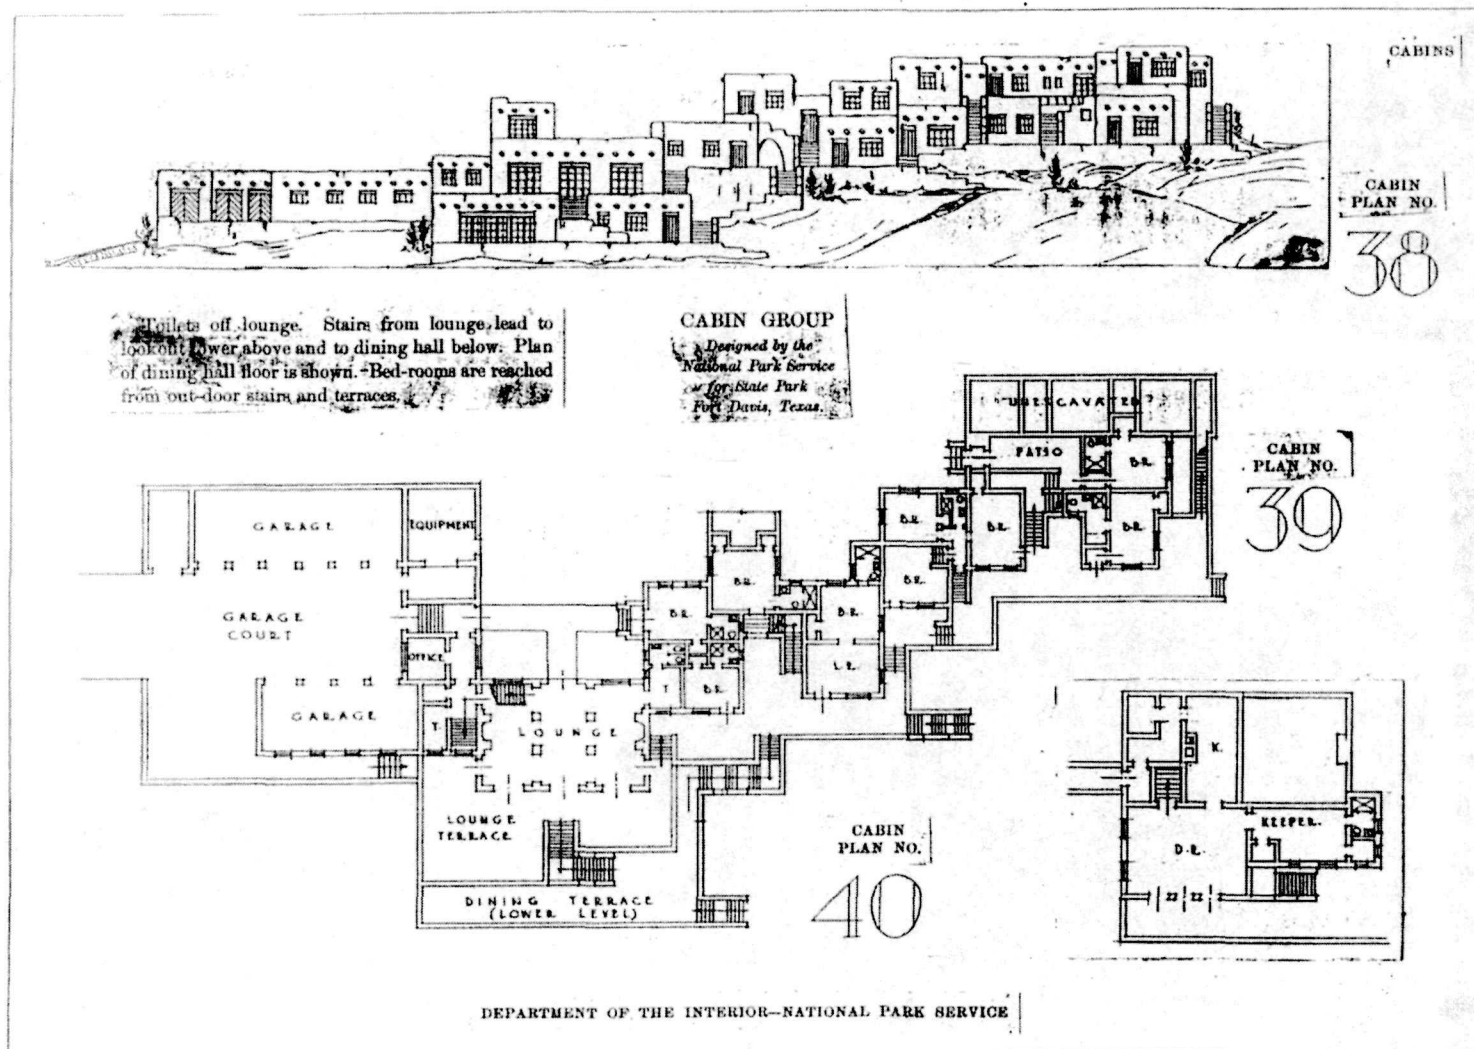 CABINS
CABIN
PLAN NO.
38
Toilets off lounge. Stairs from lounge lead to
lookout tower above and to dining hall below. Plan
of dining hall floor is shown. Bed-rooms are reached
from out-door stairs and terraces.
CABIN GROUP
Designed by the
National Park Service
for State Park
Fort Davis, Texas.
"UNEXCAVATED"
PATIO
B.R.
CABIN
PLAN NO.
39
GARAGE
EQUIPMENT
B.R.
B.R.
B.R.
B.R.
B.R.
B.R.
B.R.
GARAGE
COURT
OFFICE
L.R.
T
B.R.
GARAGE
T.
LOUNGE
K.
LOUNGE
TERRACE
CABIN
PLAN NO.
40
KEEPER.
D.R.
DINING TERRACE
(LOWER LEVEL)
DEPARTMENT OF THE INTERIOR—NATIONAL PARK SERVICE